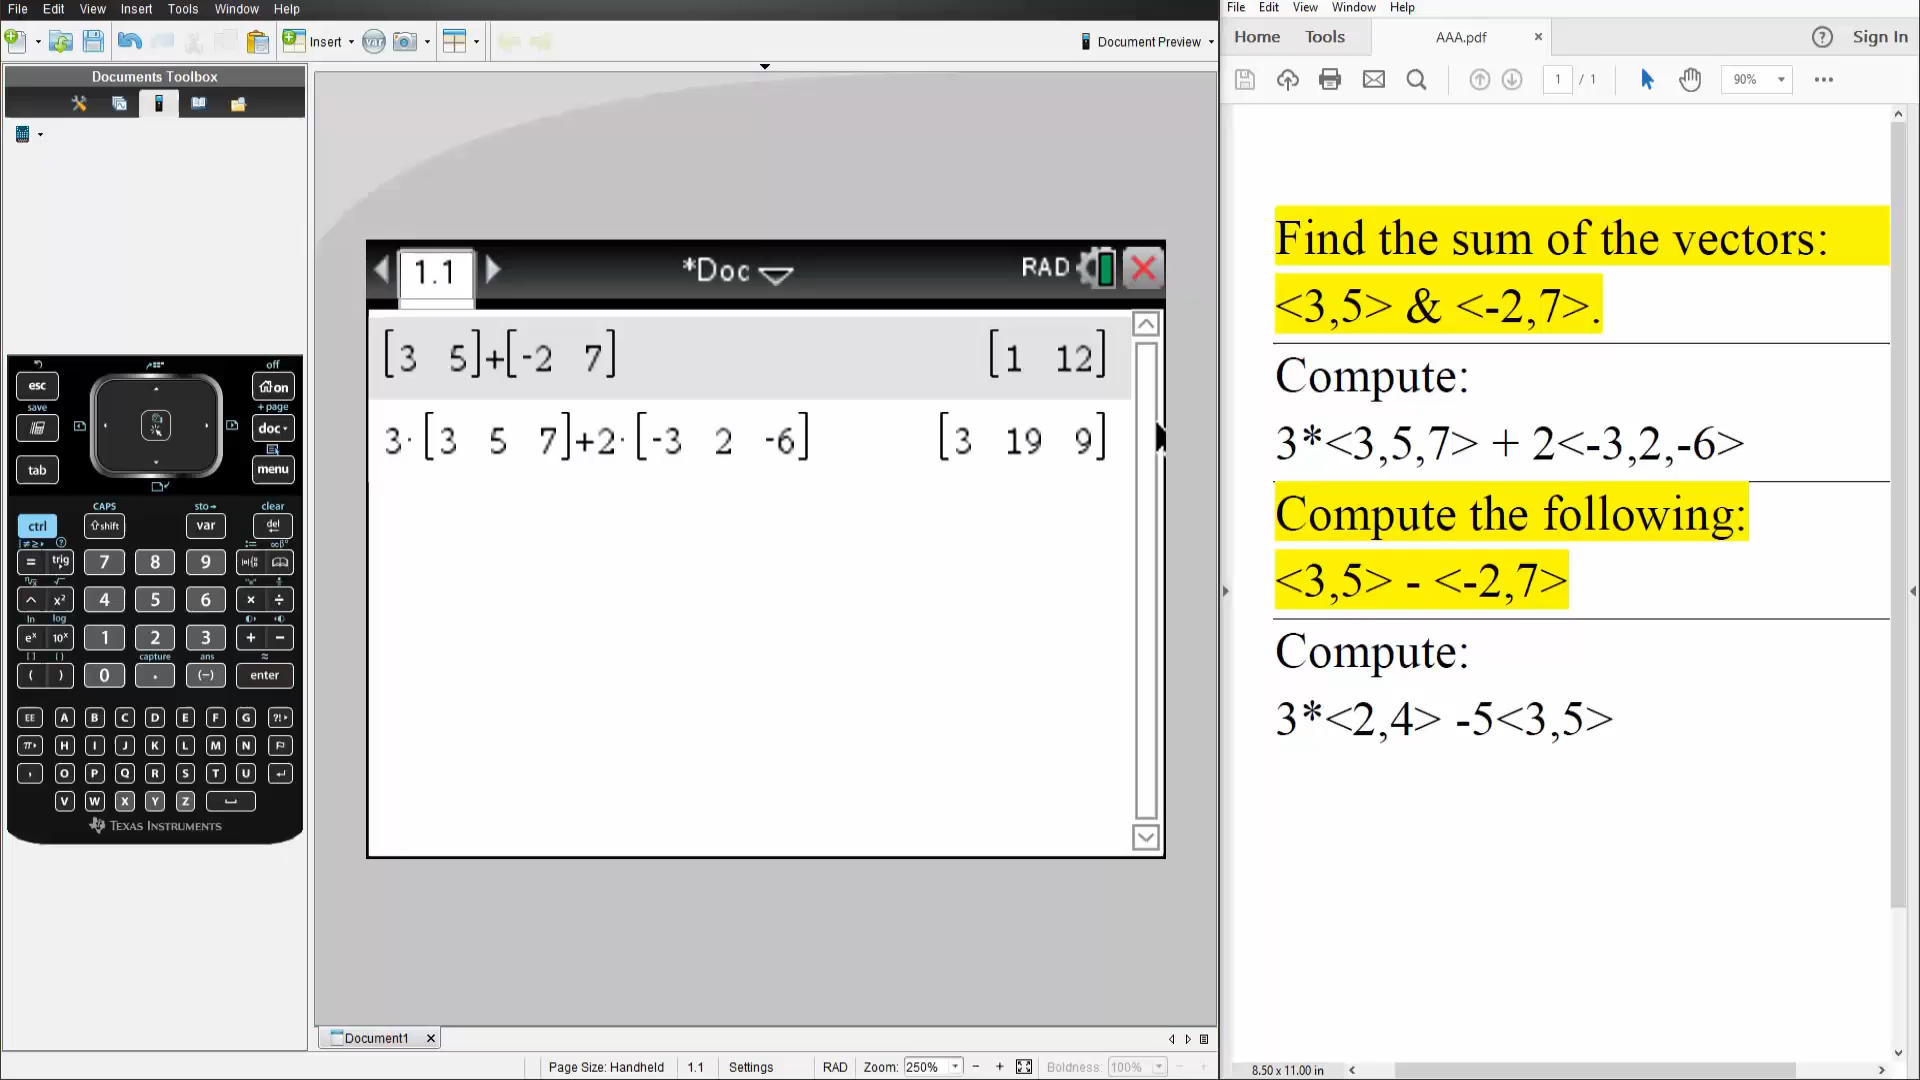 File Edit View Insert Tools Window Help
Insert
Document Preview
Documents Toolbox
1.1 *Doc RAD
[3 5]+[-2 7] [1 12]
3·[3 5 7]+2·[-3 2 -6] [3 19 9]
off
esc on
save + page
doc
tab menu
CAPS sto→ clear
ctrl shift var del
= trig 7 8 9
^ x² 4 5 6 × ÷
ln log
eˣ 10ˣ 1 2 3 + −
[ ] { } capture ans ≈
( ) 0 . (−) enter
EE A B C D E F G ?!▸
π▸ H I J K L M N
, O P Q R S T U
V W X Y Z
TEXAS INSTRUMENTS
Document1
Page Size: Handheld 1.1 Settings RAD Zoom: 250% − + Boldness: 100% − +
File Edit View Window Help
Home Tools AAA.pdf × ? Sign In
1 / 1 90%
Find the sum of the vectors:
<3,5> & <-2,7>.
Compute:
3*<3,5,7> + 2<-3,2,-6>
Compute the following:
<3,5> - <-2,7>
Compute:
3*<2,4> -5<3,5>
8.50 x 11.00 in